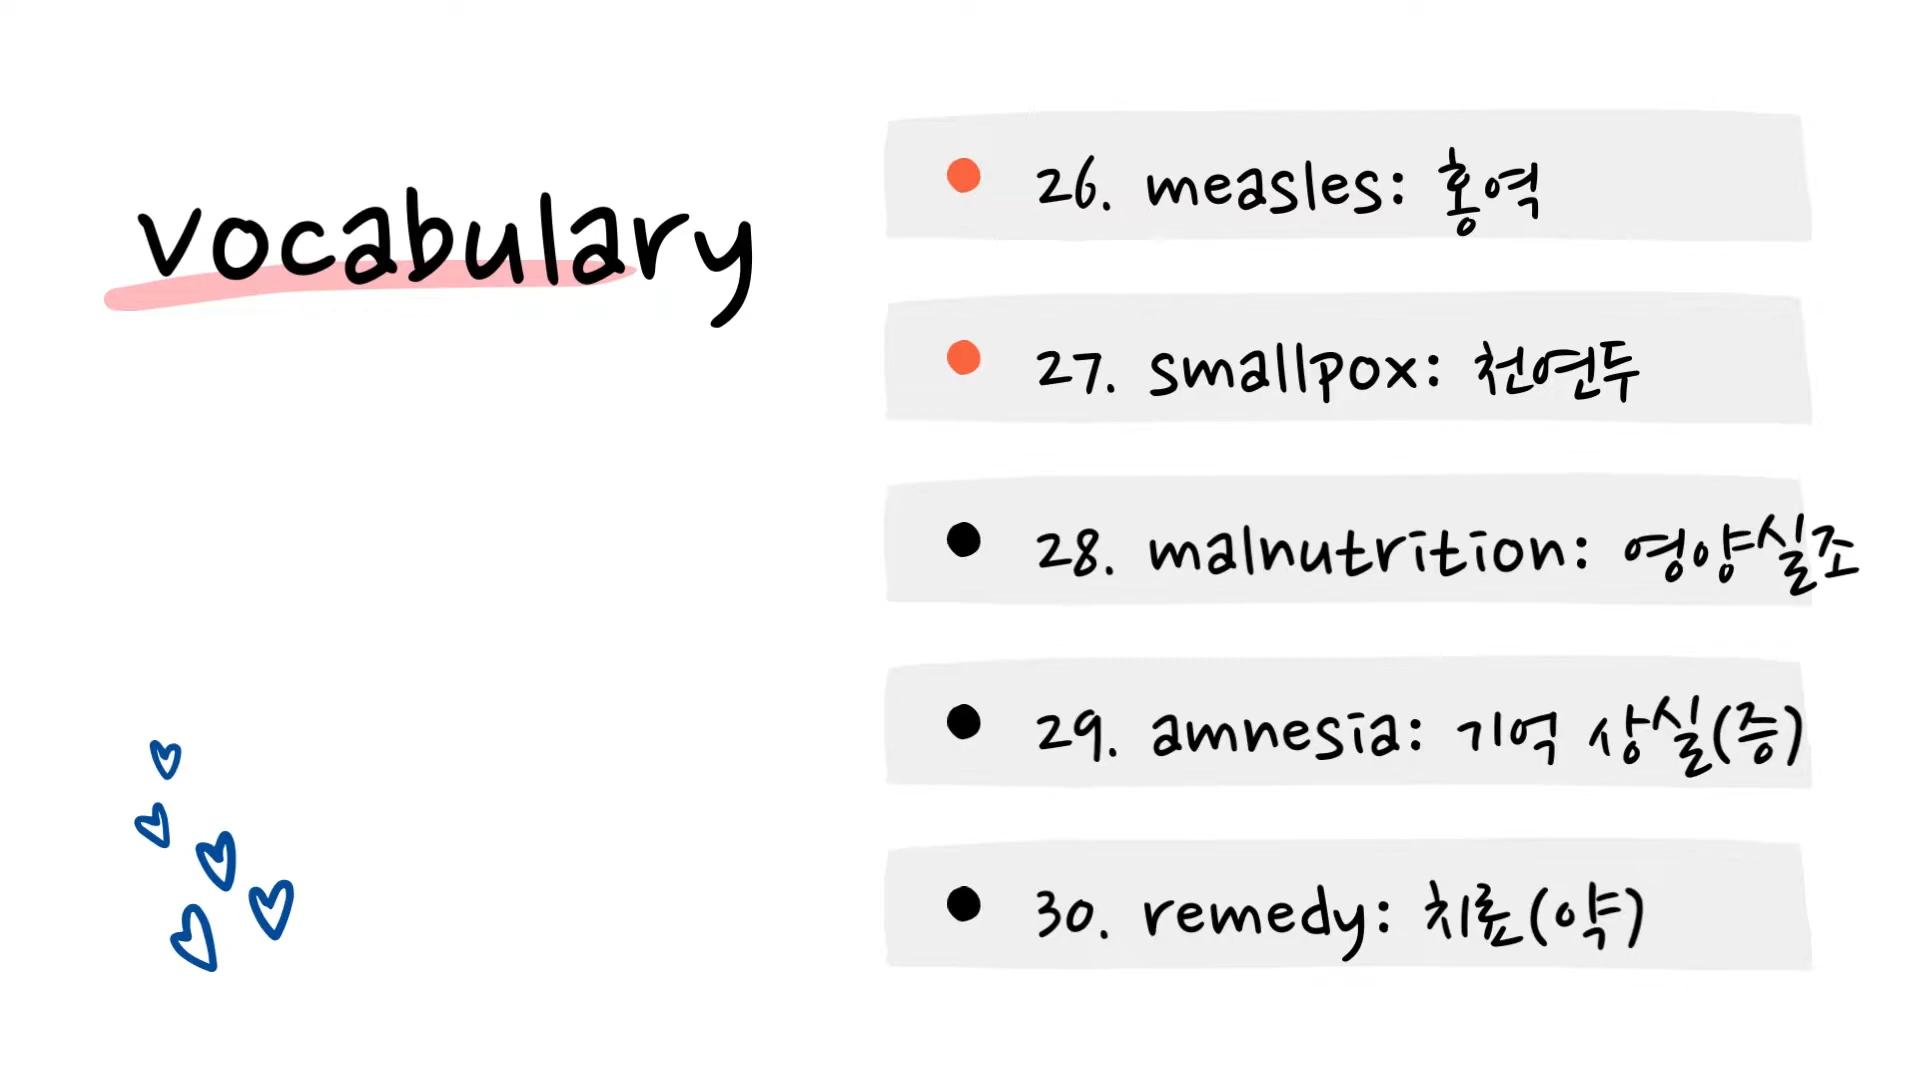 vocabulary
26. measles: 홍역
27. smallpox: 천연두
28. malnutrition: 영양실조
29. amnesia: 기억 상실(증)
30. remedy: 치료(약)